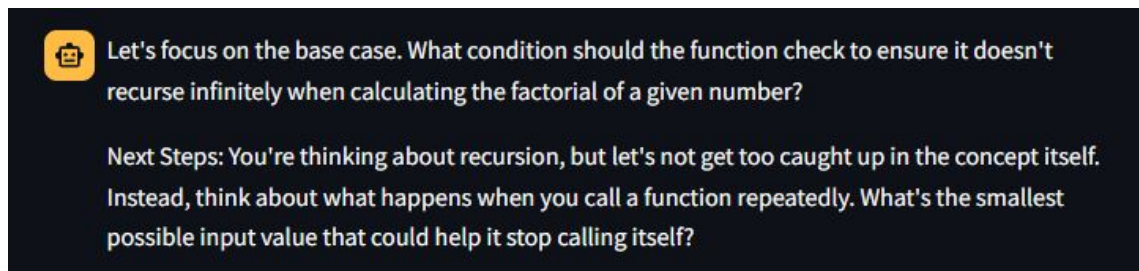 Let's focus on the base case. What condition should the function check to ensure it doesn't
recurse infinitely when calculating the factorial of a given number?
Next Steps: You're thinking about recursion, but let's not get too caught up in the concept itself.
Instead, think about what happens when you call a function repeatedly. What's the smallest
possible input value that could help it stop calling itself?